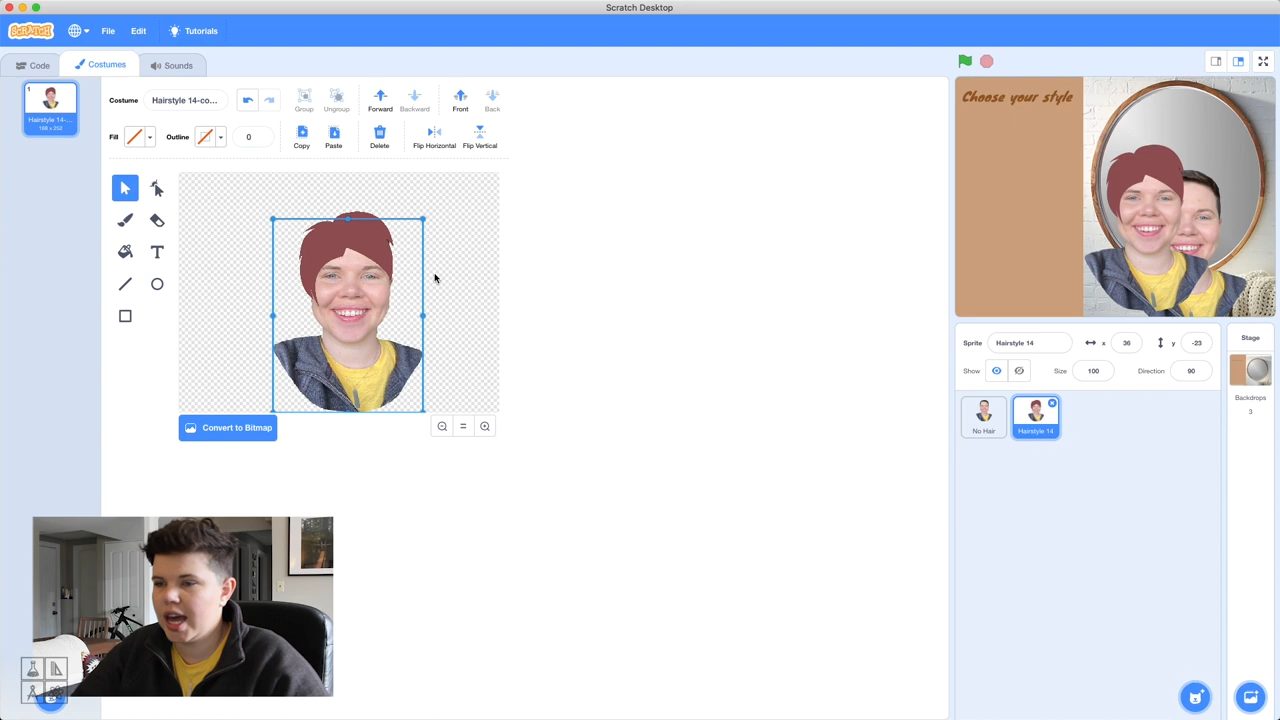 Scratch Desktop
SCRATCH
File
Edit
Tutorials
Code
Costumes
Sounds
1
Hairstyle 14-...
168 x 252
Costume
Hairstyle 14-co...
Group
Ungroup
Forward
Backward
Front
Back
Fill
Outline
0
Copy
Paste
Delete
Flip Horizontal
Flip Vertical
T
Convert to Bitmap
Choose your style
Sprite
Hairstyle 14
x
36
y
-23
Show
Size
100
Direction
90
No Hair
Hairstyle 14
Stage
Backdrops
3